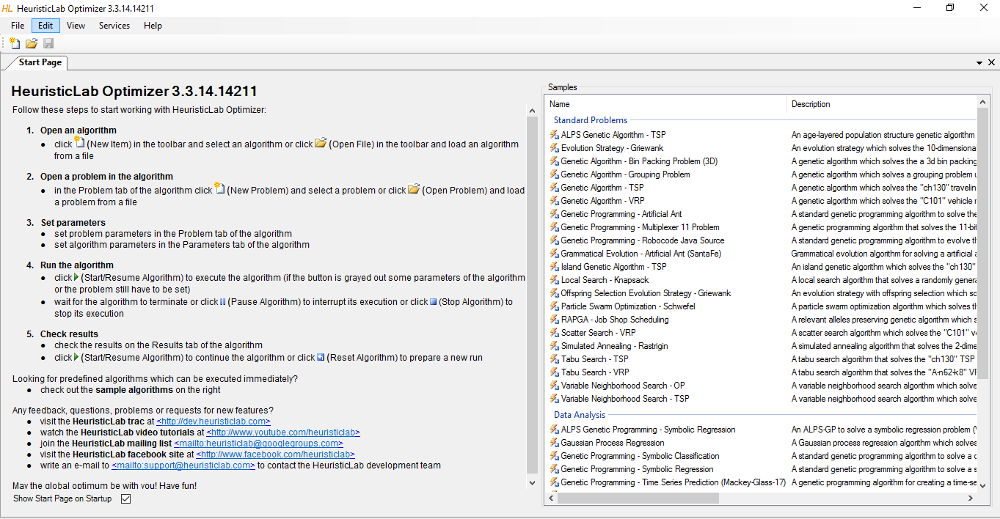 HL HeuristicLab Optimizer 3.3.14.14211
File Edit View Services Help
Start Page
HeuristicLab Optimizer 3.3.14.14211
Follow these steps to start working with HeuristicLab Optimizer:
1. Open an algorithm
• click (New Item) in the toolbar and select an algorithm or click (Open File) in the toolbar and load an algorithm
from a file
2. Open a problem in the algorithm
• in the Problem tab of the algorithm click (New Problem) and select a problem or click (Open Problem) and load
a problem from a file
3. Set parameters
• set problem parameters in the Problem tab of the algorithm
• set algorithm parameters in the Parameters tab of the algorithm
4. Run the algorithm
• click (Start/Resume Algorithm) to execute the algorithm (if the button is grayed out some parameters of the algorithm
or the problem still have to be set)
• wait for the algorithm to terminate or click (Pause Algorithm) to interrupt its execution or click (Stop Algorithm) to
stop its execution
5. Check results
• check the results on the Results tab of the algorithm
• click (Start/Resume Algorithm) to continue the algorithm or click (Reset Algorithm) to prepare a new run
Looking for predefined algorithms which can be executed immediately?
• check out the sample algorithms on the right
Any feedback, questions, problems or requests for new features?
• visit the HeuristicLab trac at <http://dev.heuristiclab.com>
• watch the HeuristicLab video tutorials at <http://www.youtube.com/heuristiclab>
• join the HeuristicLab mailing list <mailto:heuristiclab@googlegroups.com>
• visit the HeuristicLab facebook site at <http://www.facebook.com/heuristiclab>
• write an e-mail to <mailto:support@heuristiclab.com> to contact the HeuristicLab development team
May the global optimum be with you! Have fun!
Show Start Page on Startup
Samples
Name Description
Standard Problems
ALPS Genetic Algorithm - TSP An age-layered population structure genetic algorithm
Evolution Strategy - Griewank An evolution strategy which solves the 10-dimensiona
Genetic Algorithm - Bin Packing Problem (3D) A genetic algorithm which solves the a 3d bin packing
Genetic Algorithm - Grouping Problem A genetic algorithm which solves a grouping problem u
Genetic Algorithm - TSP A genetic algorithm which solves the "ch130" travelin
Genetic Algorithm - VRP A genetic algorithm which solves the "C101" vehicle r
Genetic Programming - Artificial Ant A standard genetic programming algorithm to solve the
Genetic Programming - Multiplexer 11 Problem A genetic programming algorithm that solves the 11-bit
Genetic Programming - Robocode Java Source A standard genetic programming algorithm to evolve th
Grammatical Evolution - Artificial Ant (SantaFe) Grammatical evolution algorithm for solving a artificial a
Island Genetic Algorithm - TSP An island genetic algorithm which solves the "ch130"
Local Search - Knapsack A local search algorithm that solves a randomly genera
Offspring Selection Evolution Strategy - Griewank An evolution strategy with offspring selection which so
Particle Swarm Optimization - Schwefel A particle swarm optimization algorithm which solves th
RAPGA - Job Shop Scheduling A relevant alleles preserving genetic algorithm which s
Scatter Search - VRP A scatter search algorithm which solves the "C101" ve
Simulated Annealing - Rastrigin A simulated annealing algorithm that solves the 2-dime
Tabu Search - TSP A tabu search algorithm that solves the "ch130" TSP
Tabu Search - VRP A tabu search algorithm that solves the "A-n62-k8" VF
Variable Neighborhood Search - OP A variable neighborhood search algorithm which solve
Variable Neighborhood Search - TSP A variable neighborhood search algorithm which solve
Data Analysis
ALPS Genetic Programming - Symbolic Regression An ALPS-GP to solve a symbolic regression problem (
Gaussian Process Regression A Gaussian process regression algorithm which solves
Genetic Programming - Symbolic Classification A standard genetic programming algorithm to solve a c
Genetic Programming - Symbolic Regression A standard genetic programming algorithm to solve a s
Genetic Programming - Time Series Prediction (Mackey-Glass-17) A genetic programming algorithm for creating a time-se